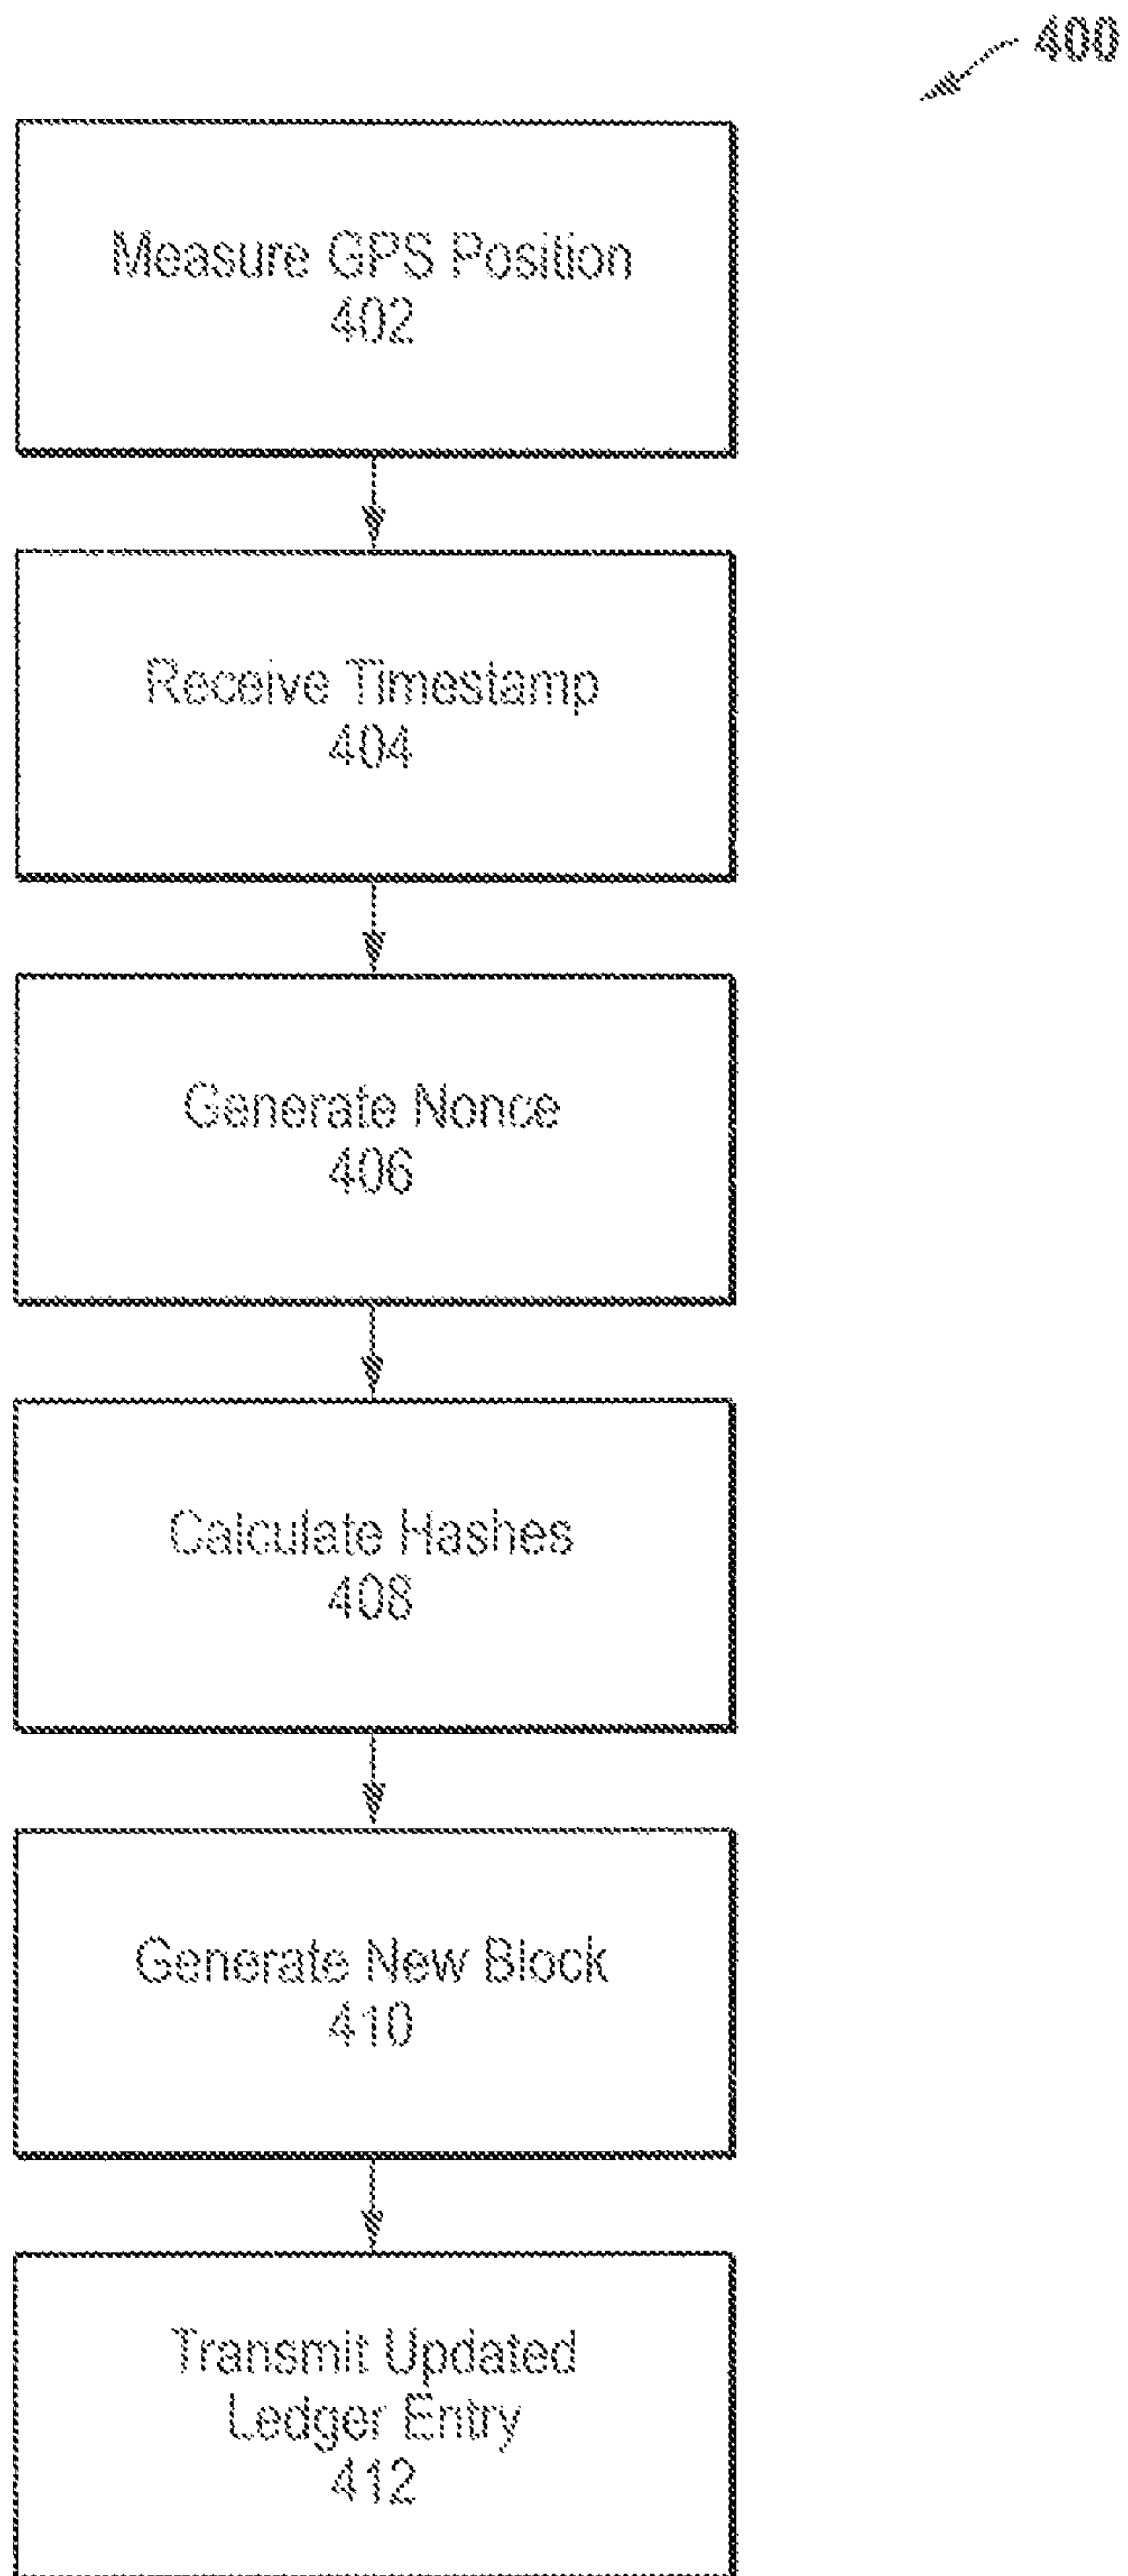 400
Measure GPS Position
402
Receive Timestamp
404
Generate Nonce
406
Calculate Hashes
408
Generate New Block
410
Transmit Updated
Ledger Entry
412